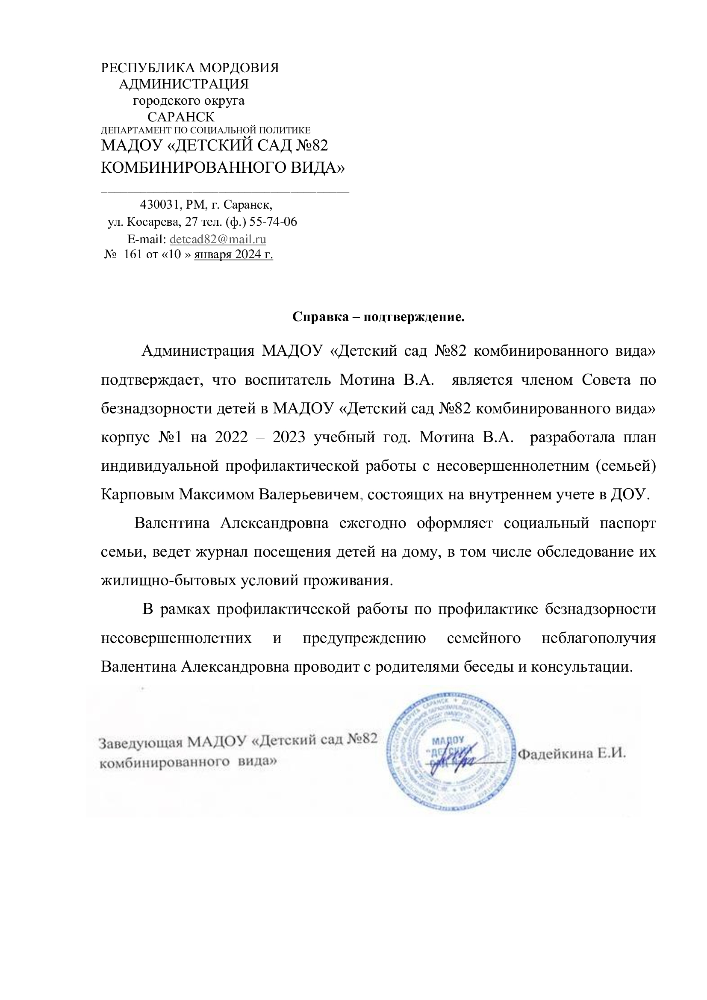 РЕСПУБЛИКА МОРДОВИЯ
АДМИНИСТРАЦИЯ
городского округа
САРАНСК
ДЕПАРТАМЕНТ ПО СОЦИАЛЬНОЙ ПОЛИТИКЕ
МАДОУ «ДЕТСКИЙ САД №82
КОМБИНИРОВАННОГО ВИДА»
430031, РМ, г. Саранск,
ул. Косарева, 27 тел. (ф.) 55-74-06
E-mail: detcad82@mail.ru
№ 161 от «10 » января 2024 г.
Справка – подтверждение.
Администрация МАДОУ «Детский сад №82 комбинированного вида»
подтверждает, что воспитатель Мотина В.А. является членом Совета по
безнадзорности детей в МАДОУ «Детский сад №82 комбинированного вида»
корпус №1 на 2022 – 2023 учебный год. Мотина В.А. разработала план
индивидуальной профилактической работы с несовершеннолетним (семьей)
Карповым Максимом Валерьевичем, состоящих на внутреннем учете в ДОУ.
Валентина Александровна ежегодно оформляет социальный паспорт
семьи, ведет журнал посещения детей на дому, в том числе обследование их
жилищно-бытовых условий проживания.
В рамках профилактической работы по профилактике безнадзорности
несовершеннолетних и предупреждению семейного неблагополучия
Валентина Александровна проводит с родителями беседы и консультации.
Заведующая МАДОУ «Детский сад №82
комбинированного вида»
МАДОУ
"ДЕТСКИЙ
САД
Фадейкина Е.И.